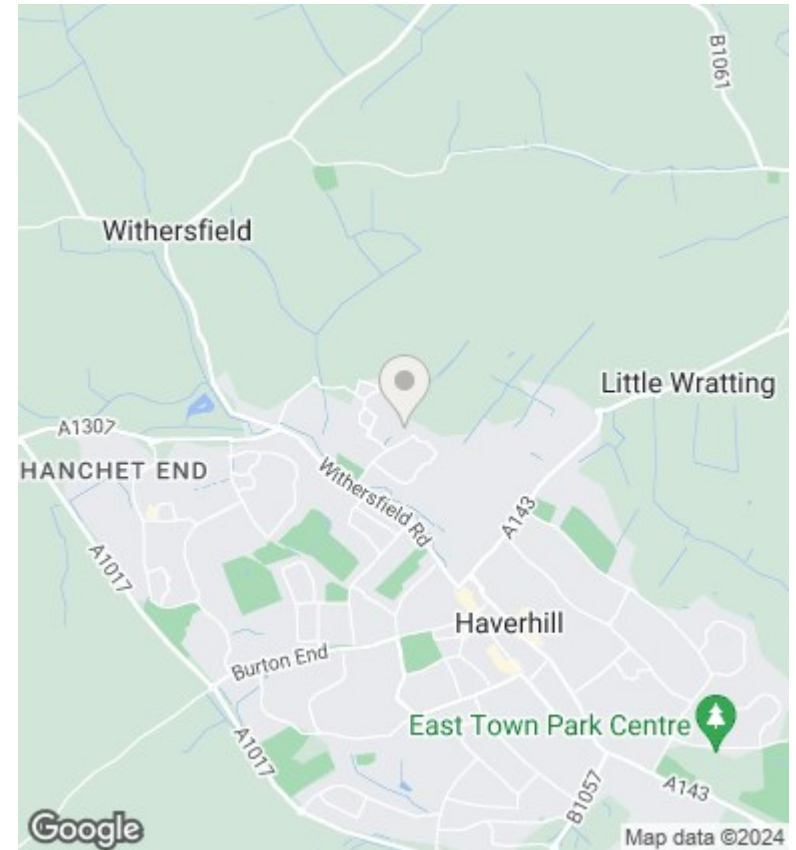 B1061
Withersfield
Little Wratting
A1307
HANCHET END
Withersfield Rd
A143
A1017
Haverhill
Burton End
East Town Park Centre
A1017
B1057
A143
Google
Map data ©2024